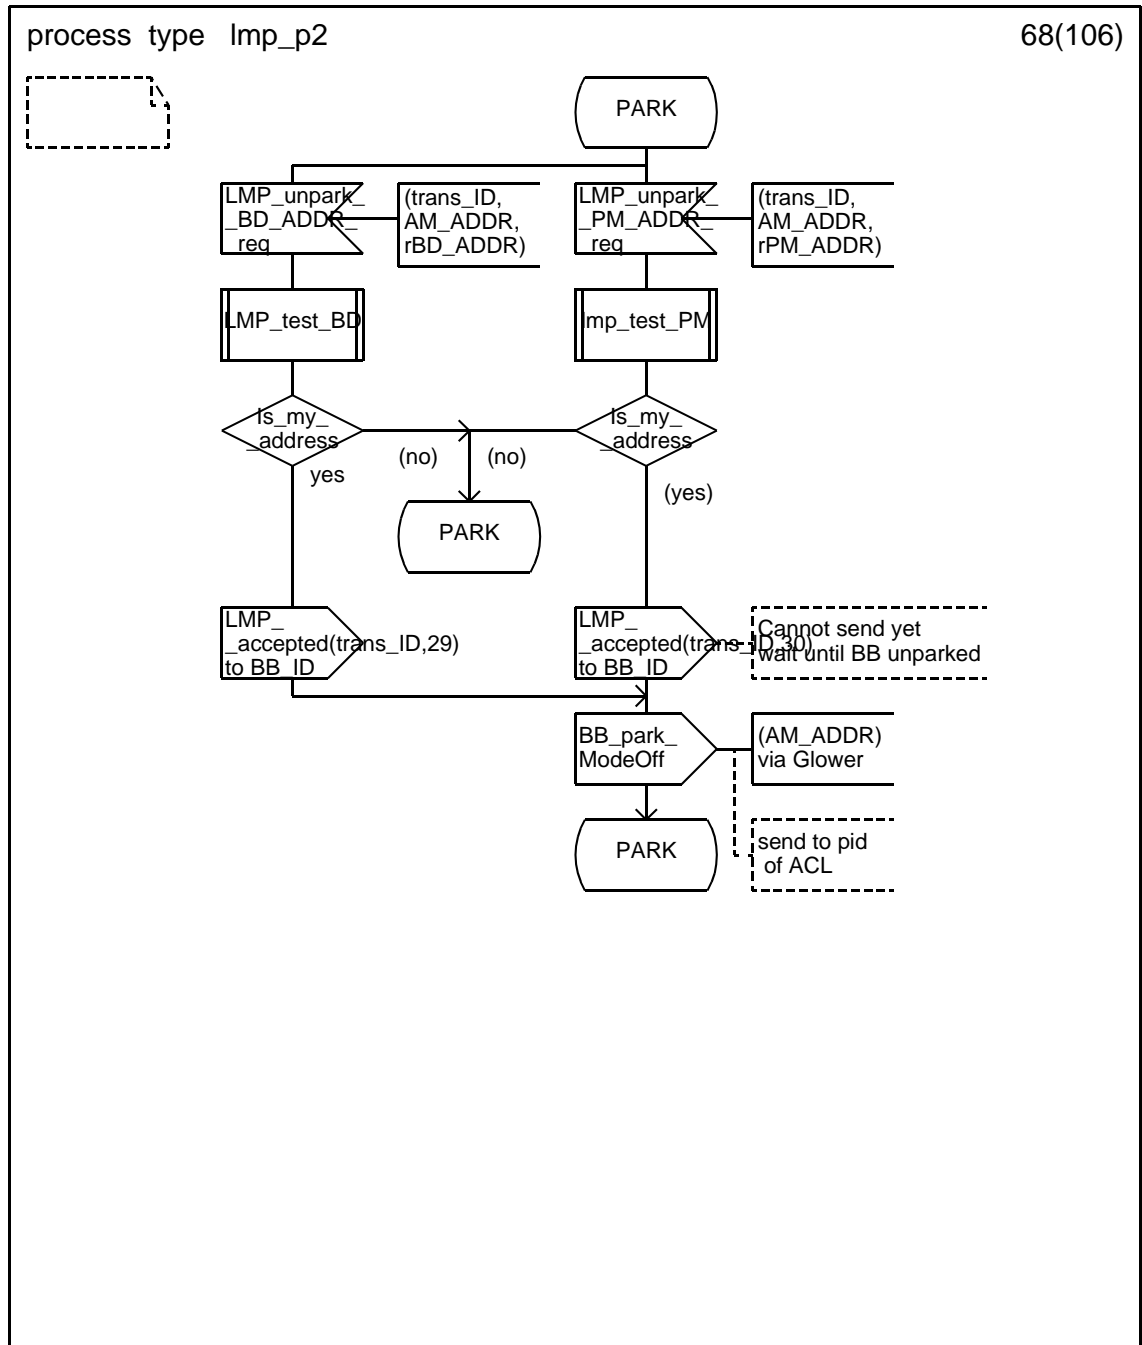 process type lmp_p2
68(106)
PARK
LMP_unpark_
_BD_ADDR_
_req
(trans_ID,
AM_ADDR,
rBD_ADDR)
LMP_unpark_
_PM_ADDR_
_req
(trans_ID,
AM_ADDR,
rPM_ADDR)
LMP_test_BD
lmp_test_PM
Is_my_
_address
Is_my_
_address
(no)
(no)
yes
(yes)
PARK
LMP_
_accepted(trans_ID,29)
to BB_ID
LMP_
_accepted(trans_ID,30)
to BB_ID
Cannot send yet
wait until BB unparked
BB_park_
ModeOff
(AM_ADDR)
via Glower
PARK
send to pid
of ACL